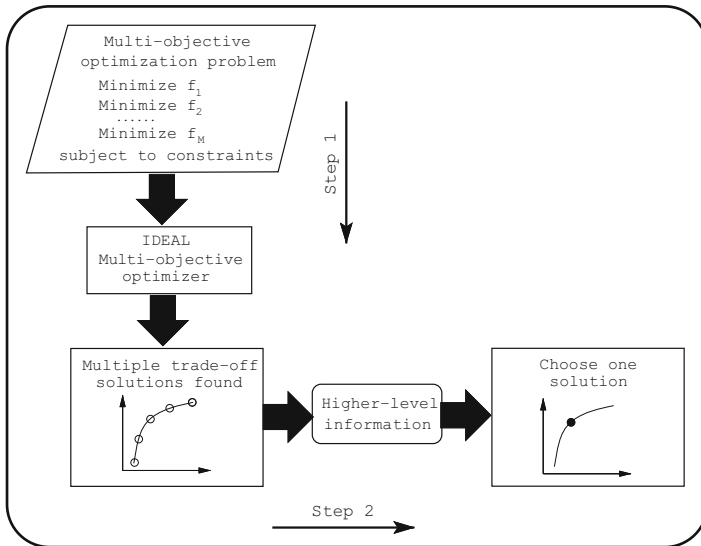 Multi-objective
optimization problem
Minimize f1
Minimize f2
......
Minimize fM
subject to constraints
Step 1
IDEAL
Multi-objective
optimizer
Multiple trade-off
solutions found
Higher-level
information
Choose one
solution
Step 2